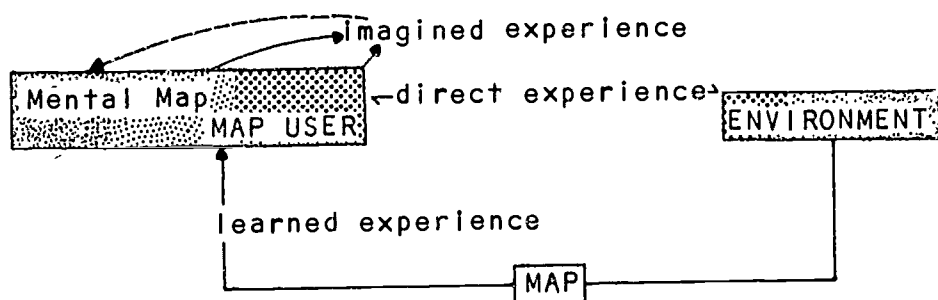 imagined experience
Mental Map
direct experience
MAP USER
ENVIRONMENT
learned experience
MAP